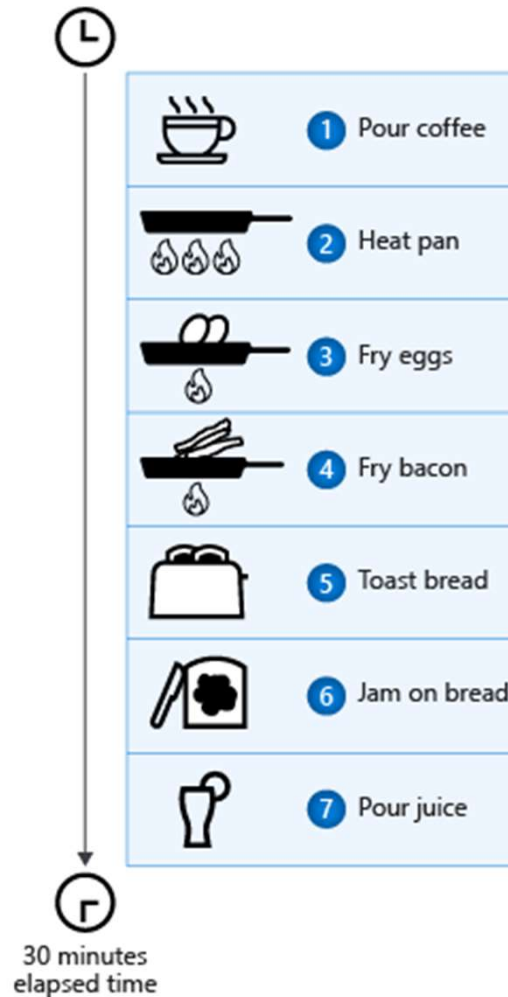 1 Pour coffee
2 Heat pan
3 Fry eggs
4 Fry bacon
5 Toast bread
6 Jam on bread
7 Pour juice
30 minutes
elapsed time